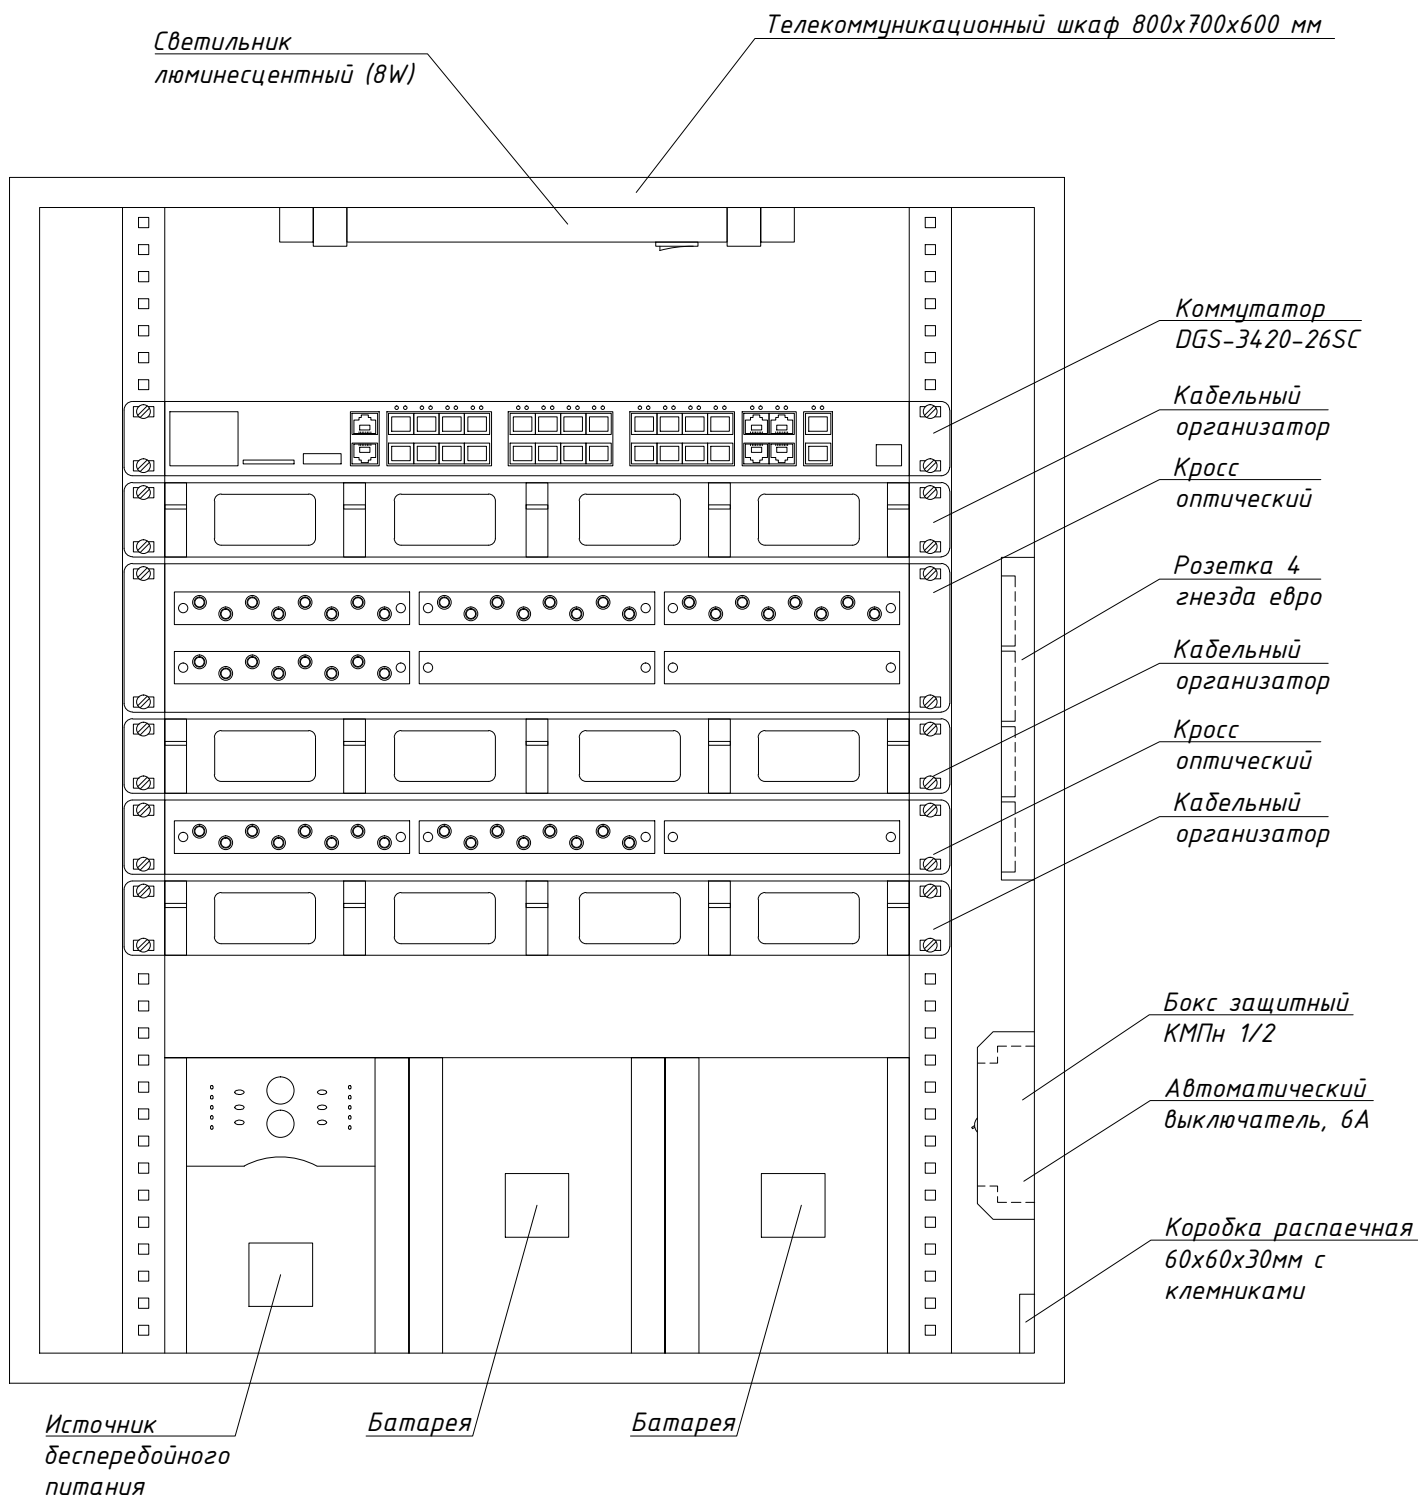 Телекоммуникационный шкаф 800х700х600 мм
Светильник
люминесцентный (8W)
Коммутатор
DGS-3420-26SC
Кабельный
организатор
Кросс
оптический
Розетка 4
гнезда евро
Кабельный
организатор
Кросс
оптический
Кабельный
организатор
Бокс защитный
КМПн 1/2
Автоматический
выключатель, 6А
Коробка распаечная
60х60х30мм с
клемниками
Источник
бесперебойного
питания
Батарея
Батарея